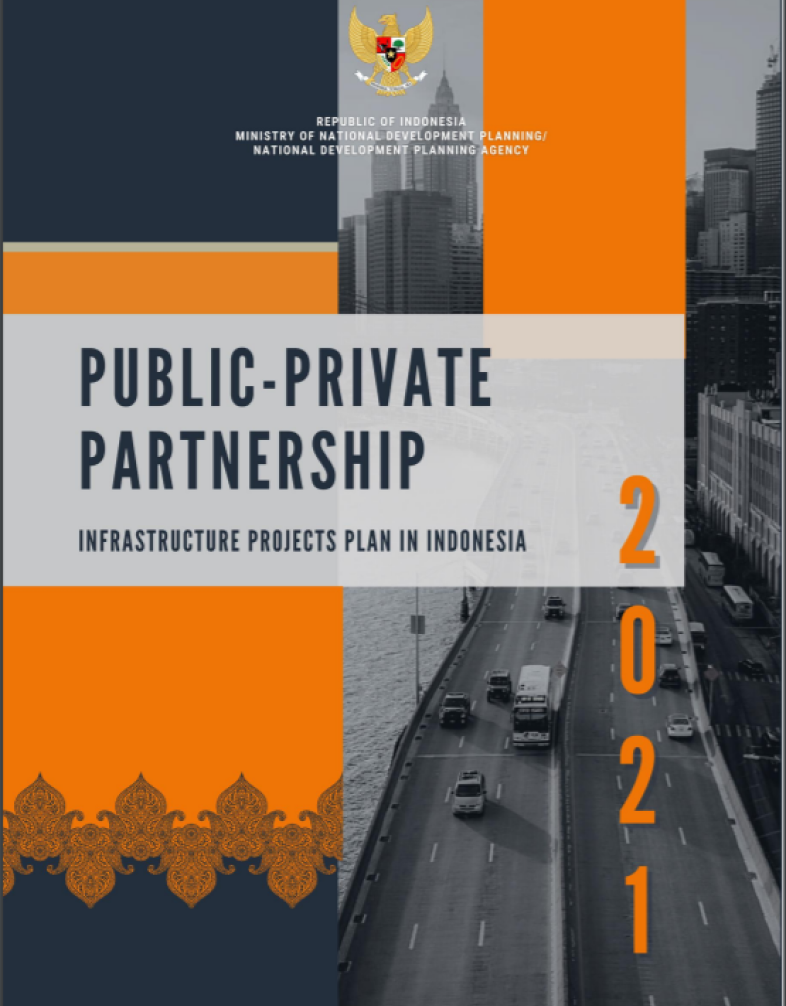 REPUBLIC OF INDONESIA
MINISTRY OF NATIONAL DEVELOPMENT PLANNING/
NATIONAL DEVELOPMENT PLANNING AGENCY
PUBLIC-PRIVATE
PARTNERSHIP
INFRASTRUCTURE PROJECTS PLAN IN INDONESIA
2
0
2
1